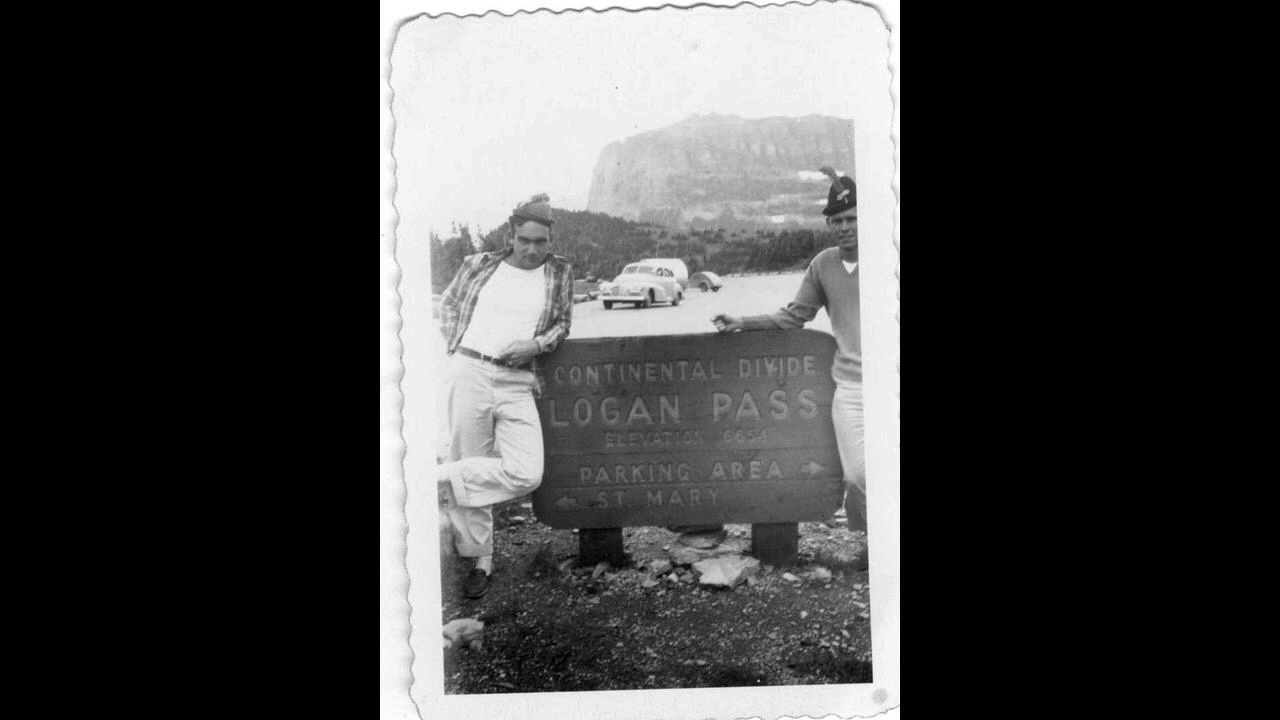 CONTINENTAL DIVIDE
LOGAN PASS
ELEVATION 6654
PARKING AREA →
← ST. MARY